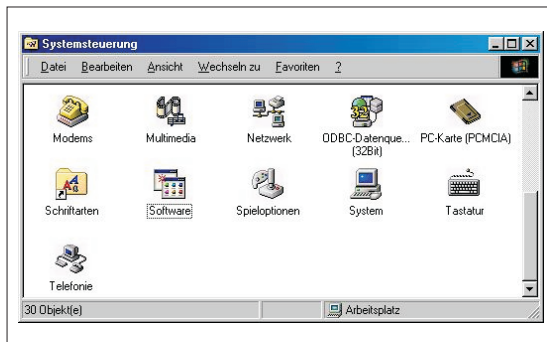 Systemsteuerung
Datei Bearbeiten Ansicht Wechseln zu Favoriten ?
Modems Multimedia Netzwerk ODBC-Datenque... (32Bit) PC-Karte (PCMCIA)
Schriftarten Software Spieloptionen System Tastatur
Telefonie
30 Objekt(e) Arbeitsplatz